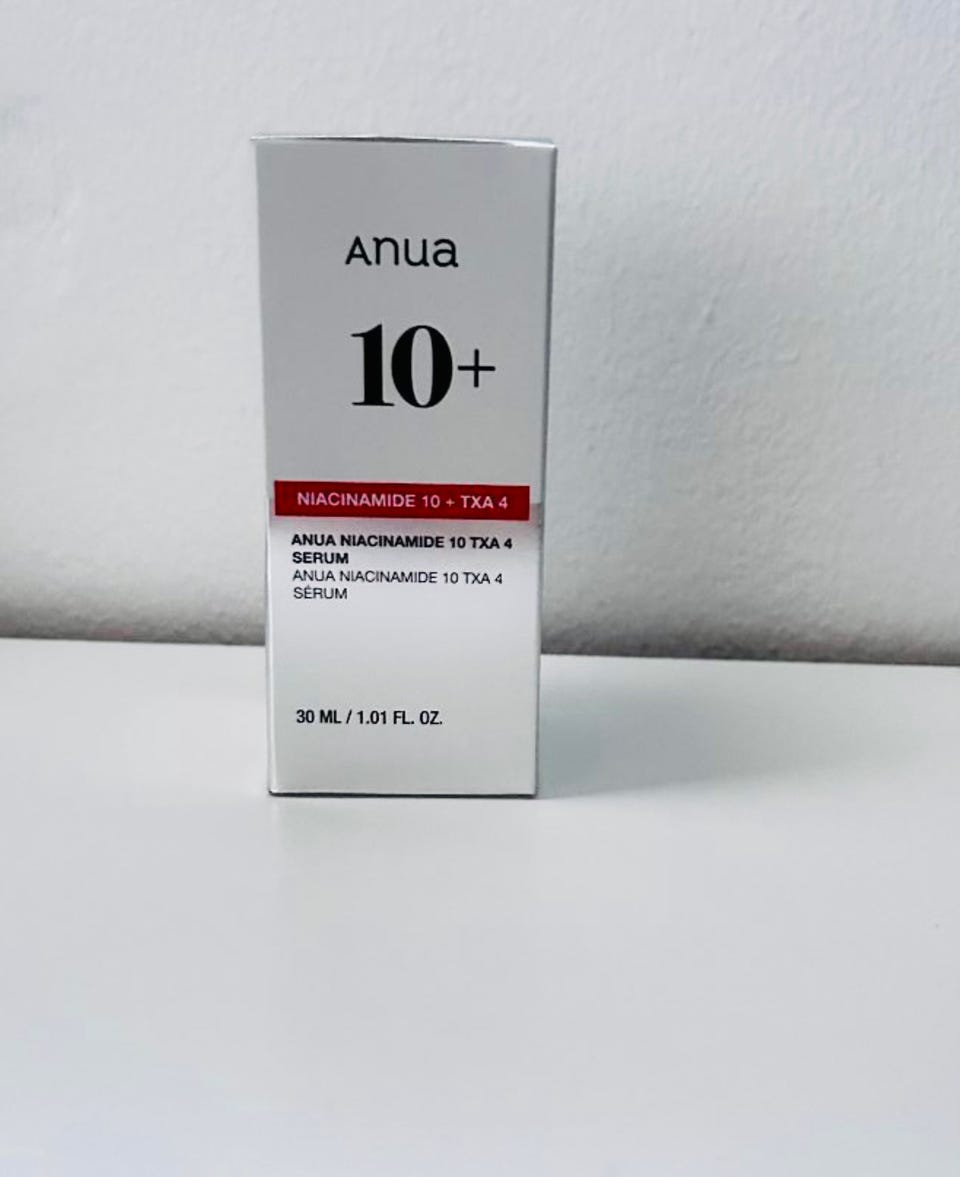 Anua
10+
NIACINAMIDE 10 + TXA 4
ANUA NIACINAMIDE 10 TXA 4
SERUM
ANUA NIACINAMIDE 10 TXA 4
SÉRUM
30 ML / 1.01 FL. OZ.